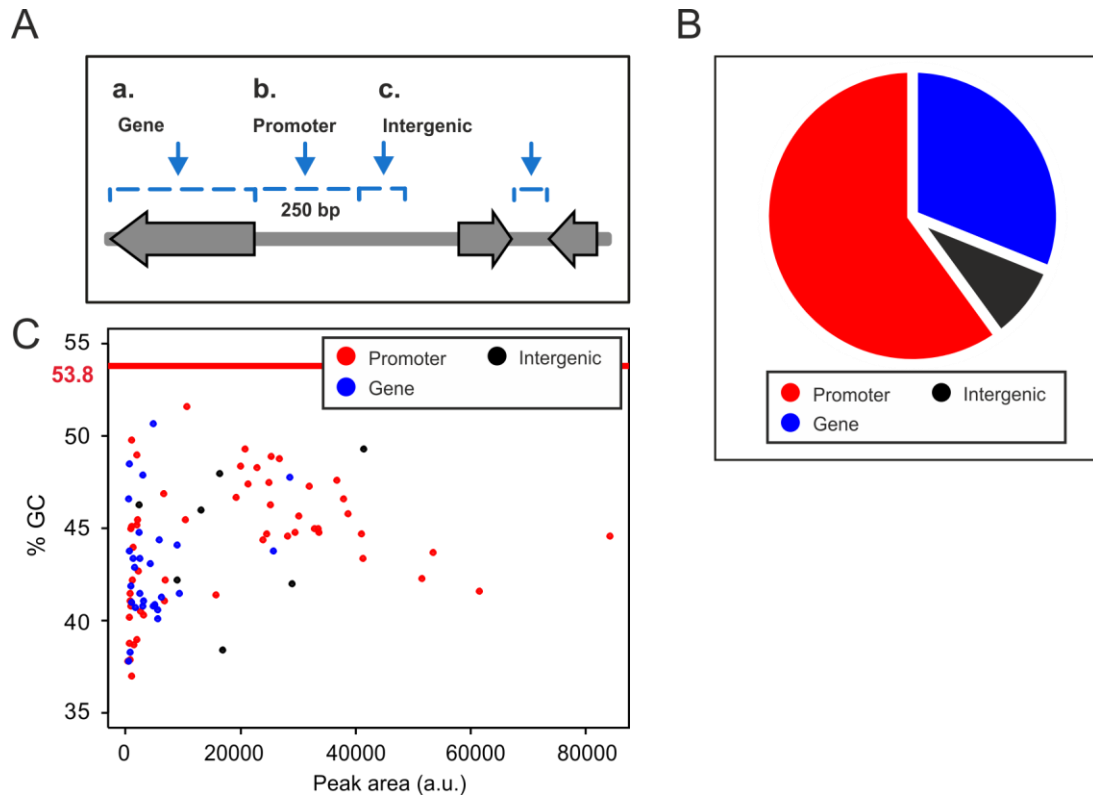 A
a.
b.
c.
Gene
Promoter
Intergenic
250 bp
B
Promoter
Intergenic
Gene
C
55
53.8
50
45
40
35
% GC
Promoter
Intergenic
Gene
0
20000
40000
60000
80000
Peak area (a.u.)